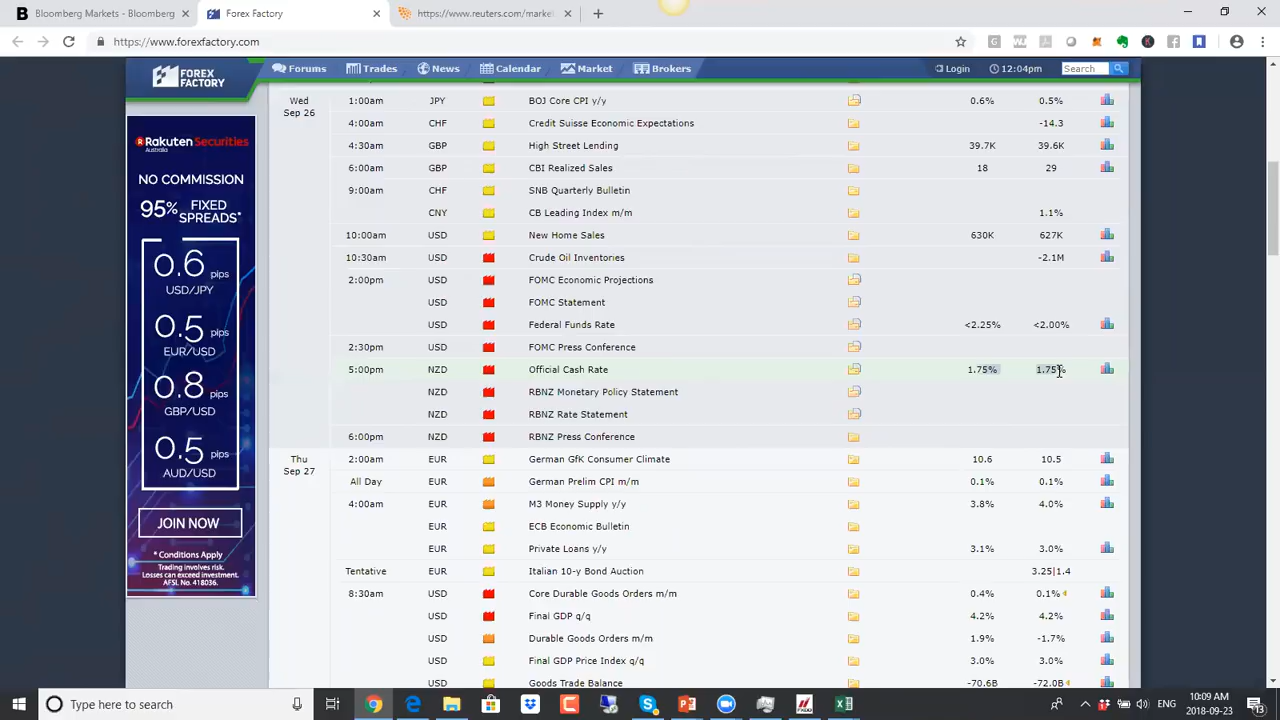 Bloomberg Markets - Bloomberg
Forex Factory
https://www.reuters.com/market
https://www.forexfactory.com
FOREX
FACTORY
Forums
Trades
News
Calendar
Market
Brokers
Login
12:04pm
Search
Rakuten Securities
Australia
NO COMMISSION
95% FIXED
SPREADS*
0.6 pips
USD/JPY
0.5 pips
EUR/USD
0.8 pips
GBP/USD
0.5 pips
AUD/USD
JOIN NOW
* Conditions Apply
Trading involves risk.
Losses can exceed investment.
AFSL No. 418036.
Wed 1:00am JPY BOJ Core CPI y/y 0.6% 0.5%
Sep 26
4:00am CHF Credit Suisse Economic Expectations -14.3
4:30am GBP High Street Lending 39.7K 39.6K
6:00am GBP CBI Realized Sales 18 29
9:00am CHF SNB Quarterly Bulletin
CNY CB Leading Index m/m 1.1%
10:00am USD New Home Sales 630K 627K
10:30am USD Crude Oil Inventories -2.1M
2:00pm USD FOMC Economic Projections
USD FOMC Statement
USD Federal Funds Rate <2.25% <2.00%
2:30pm USD FOMC Press Conference
5:00pm NZD Official Cash Rate 1.75% 1.75%
NZD RBNZ Monetary Policy Statement
NZD RBNZ Rate Statement
6:00pm NZD RBNZ Press Conference
Thu 2:00am EUR German GfK Consumer Climate 10.6 10.5
Sep 27
All Day EUR German Prelim CPI m/m 0.1% 0.1%
4:00am EUR M3 Money Supply y/y 3.8% 4.0%
EUR ECB Economic Bulletin
EUR Private Loans y/y 3.1% 3.0%
Tentative EUR Italian 10-y Bond Auction 3.25|1.4
8:30am USD Core Durable Goods Orders m/m 0.4% 0.1%
USD Final GDP q/q 4.2% 4.2%
USD Durable Goods Orders m/m 1.9% -1.7%
USD Final GDP Price Index q/q 3.0% 3.0%
USD Goods Trade Balance -70.6B -72.0B
Type here to search
ENG
10:09 AM
2018-09-23
13